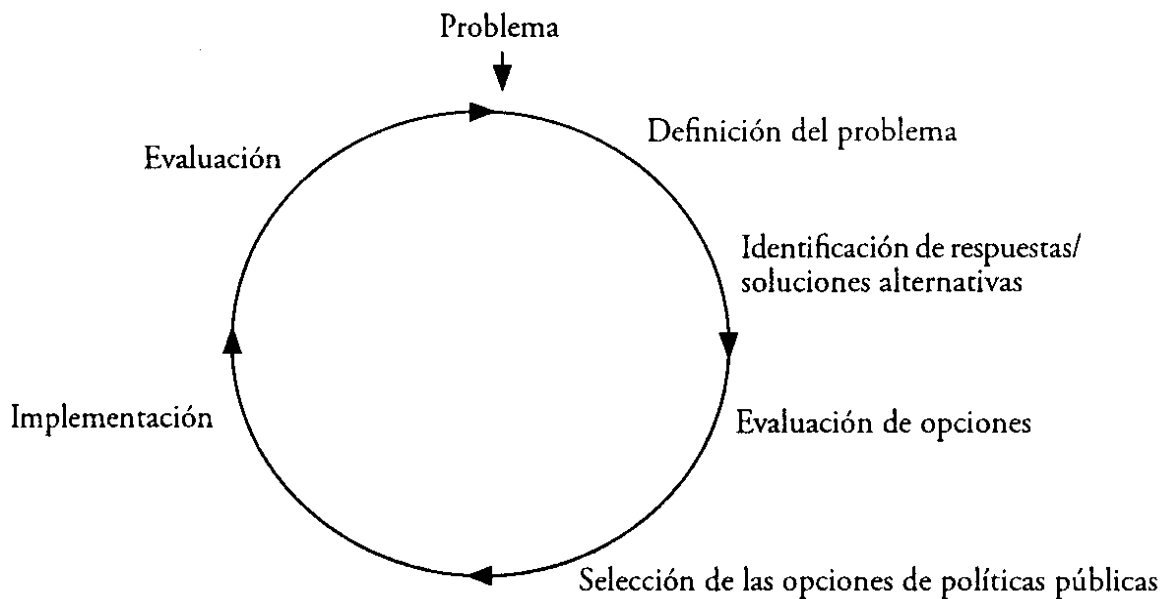 Problema
Definición del problema
Identificación de respuestas/
soluciones alternativas
Evaluación de opciones
Selección de las opciones de políticas públicas
Implementación
Evaluación